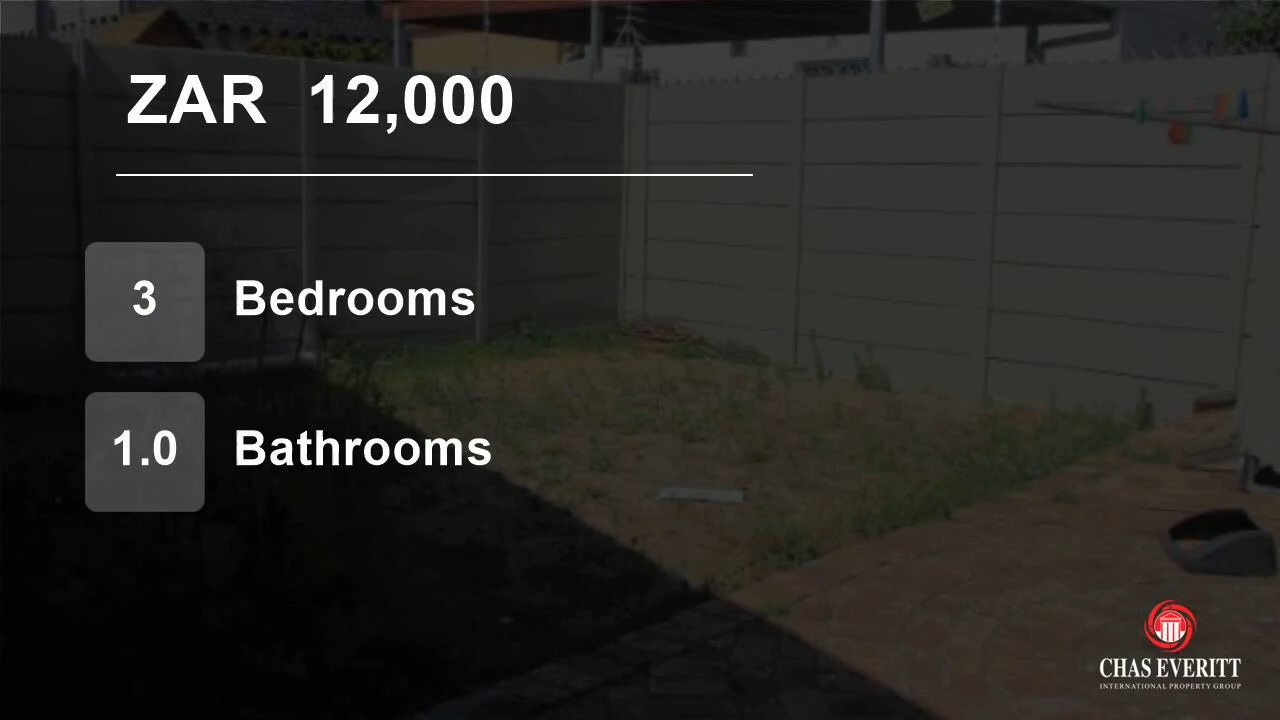 ZAR 12,000
3 Bedrooms
1.0 Bathrooms
CHAS EVERITT
INTERNATIONAL PROPERTY GROUP